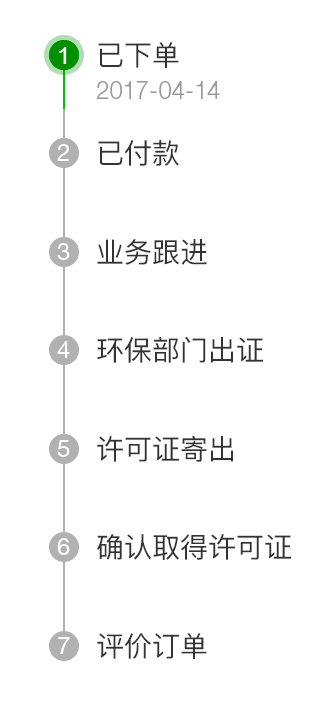 1 已下单
2017-04-14
2 已付款
3 业务跟进
4 环保部门出证
5 许可证寄出
6 确认取得许可证
7 评价订单